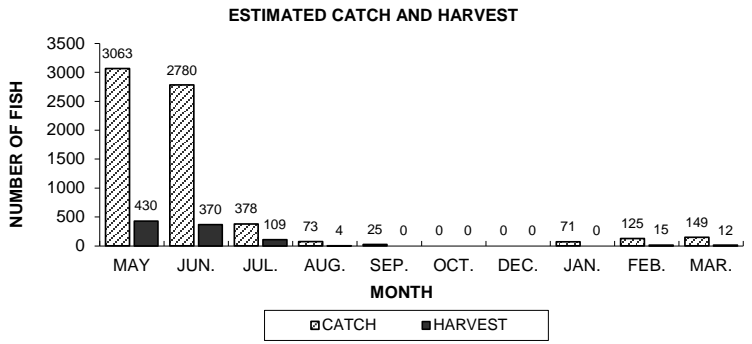 ESTIMATED CATCH AND HARVEST
NUMBER OF FISH
3500
3000
2500
2000
1500
1000
500
0
3063 430 2780 370 378 109 73 4 25 0 0 0 0 0 71 0 125 15 149 12
MAY JUN. JUL. AUG. SEP. OCT. DEC. JAN. FEB. MAR.
MONTH
CATCH HARVEST